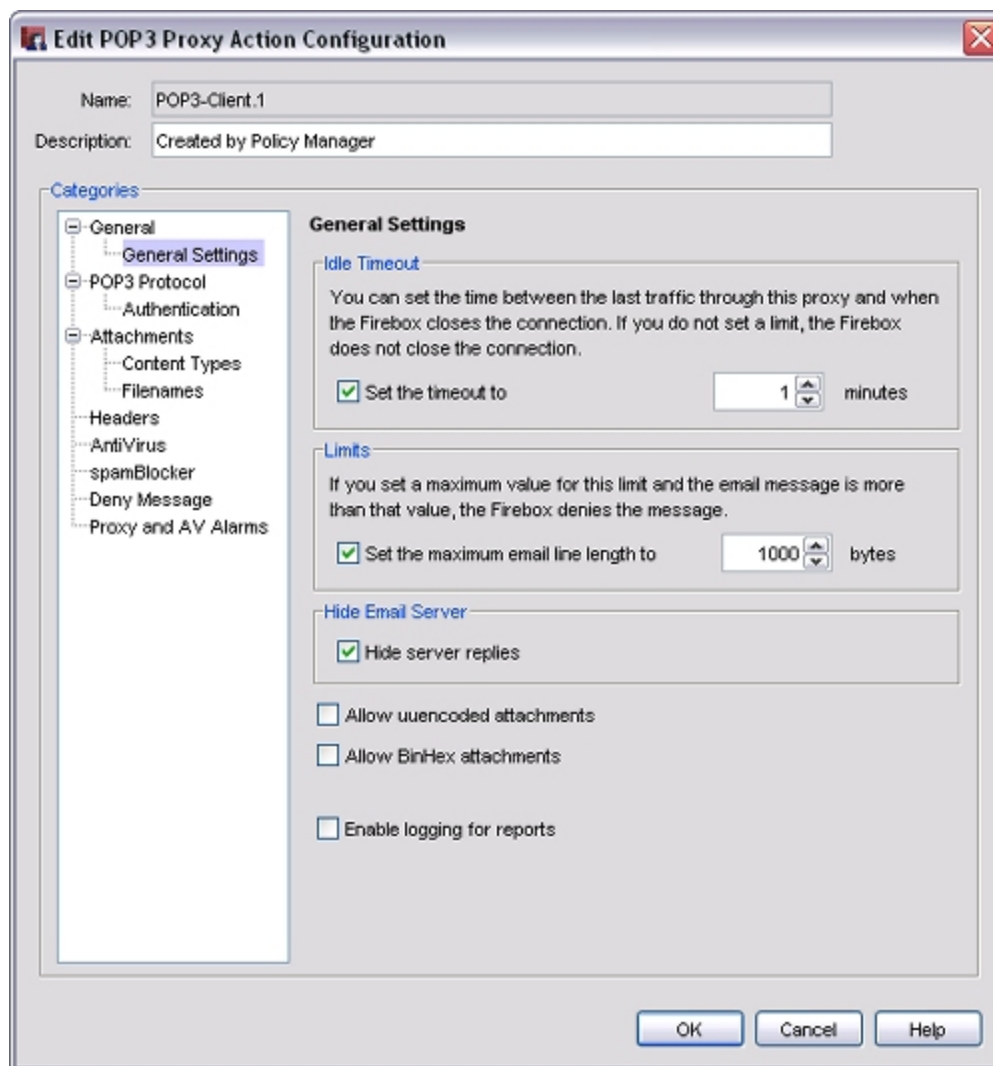 Edit POP3 Proxy Action Configuration
Name: POP3-Client.1
Description: Created by Policy Manager
Categories
General
General Settings
POP3 Protocol
Authentication
Attachments
Content Types
Filenames
Headers
AntiVirus
spamBlocker
Deny Message
Proxy and AV Alarms
General Settings
Idle Timeout
You can set the time between the last traffic through this proxy and when
the Firebox closes the connection. If you do not set a limit, the Firebox
does not close the connection.
Set the timeout to 1 minutes
Limits
If you set a maximum value for this limit and the email message is more
than that value, the Firebox denies the message.
Set the maximum email line length to 1000 bytes
Hide Email Server
Hide server replies
Allow uuencoded attachments
Allow BinHex attachments
Enable logging for reports
OK Cancel Help